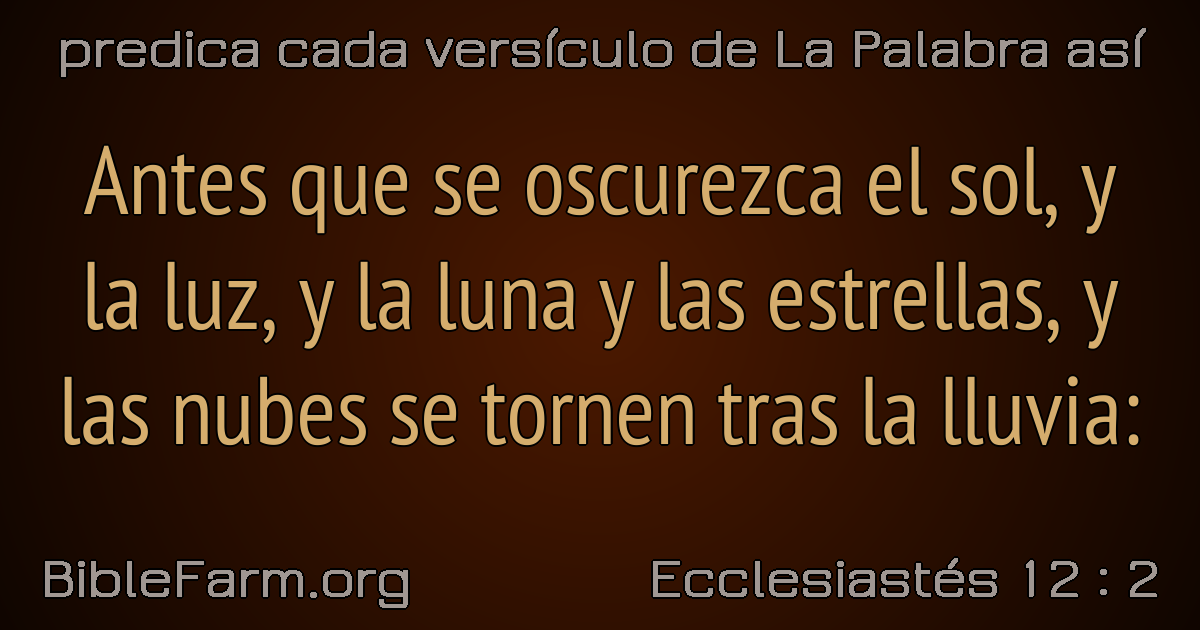 predica cada versículo de La Palabra así
Antes que se oscurezca el sol, y
la luz, y la luna y las estrellas, y
las nubes se tornen tras la lluvia:
BibleFarm.org
Ecclesiastés 12 : 2